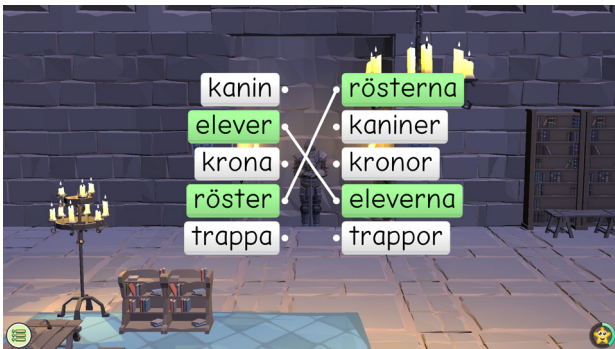 kanin rösterna
elever kaniner
krona kronor
röster eleverna
trappa trappor